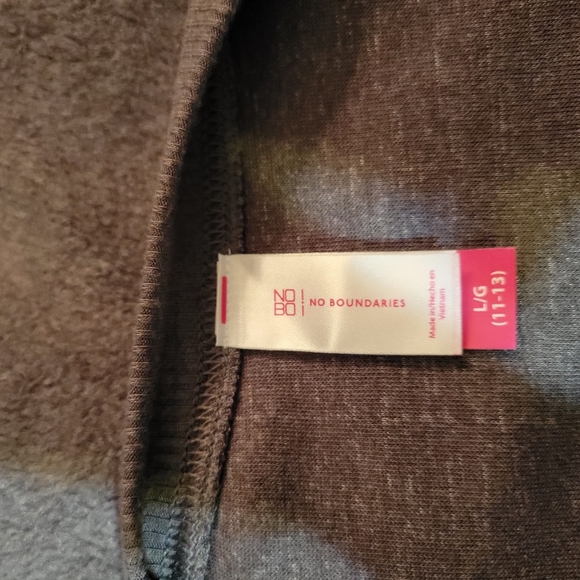 NO
BO
NO BOUNDARIES
Made in/Hecho en
Vietnam
L/G
(11-13)